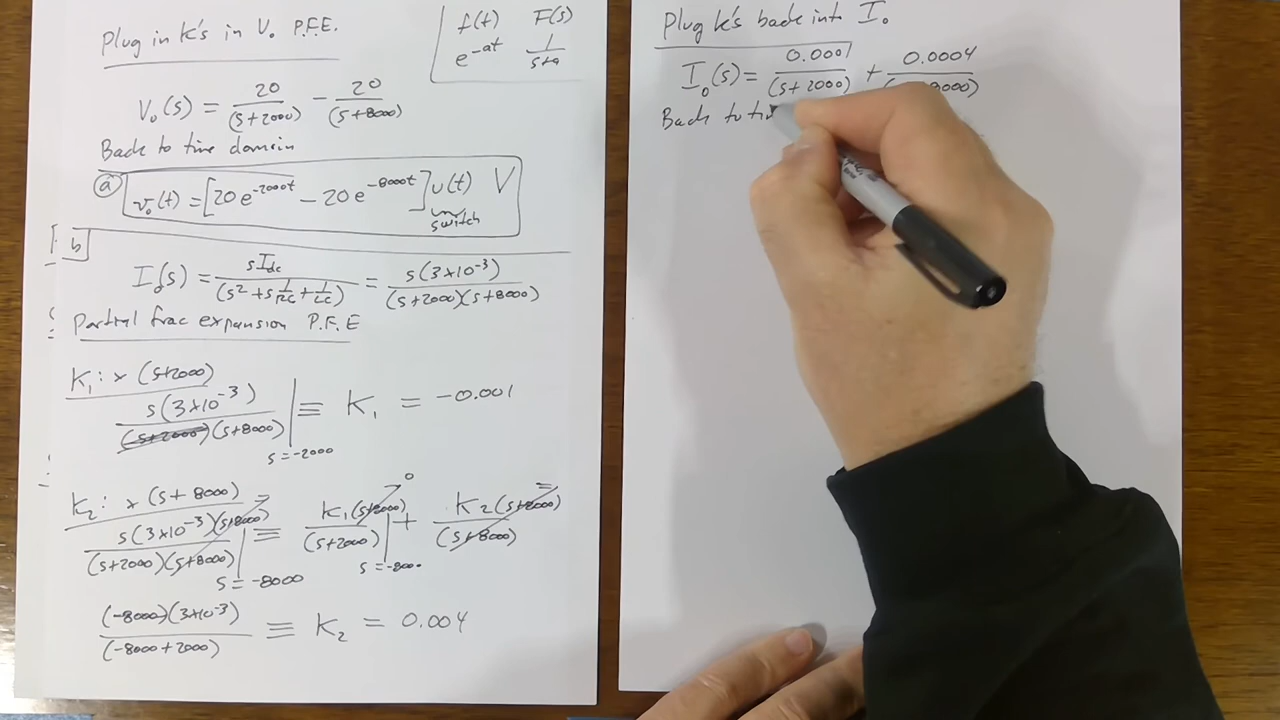 Plug in K's in V₀ P.F.E.
f(t) F(s)
e^-at 1/(s+a)
V₀(s) = 20/(s+2000) - 20/(s+8000)
Back to time domain
(a) v₀(t) = [20e^-2000t - 20e^-8000t]u(t) V
switch
b
I₀(s) = sIdc/(s² + s 1/RC + 1/LC) = s(3×10^-3)/(s+2000)(s+8000)
Partial frac expansion P.F.E
K₁: × (s+2000)
s(3×10^-3)/(s+2000)(s+8000) | s=-2000 ≡ K₁ = -0.001
K₂: × (s+8000)
s(3×10^-3)(s+8000)/(s+2000)(s+8000) | s=-8000 ≡ K₁(s+8000)/(s+2000) | s=-8000 → 0 + K₂(s+8000)/(s+8000)
(-8000)(3×10^-3)/(-8000+2000) ≡ K₂ = 0.004
Plug K's back into I₀
I₀(s) = 0.0001/(s+2000) + 0.0004/( 8000)
Back to